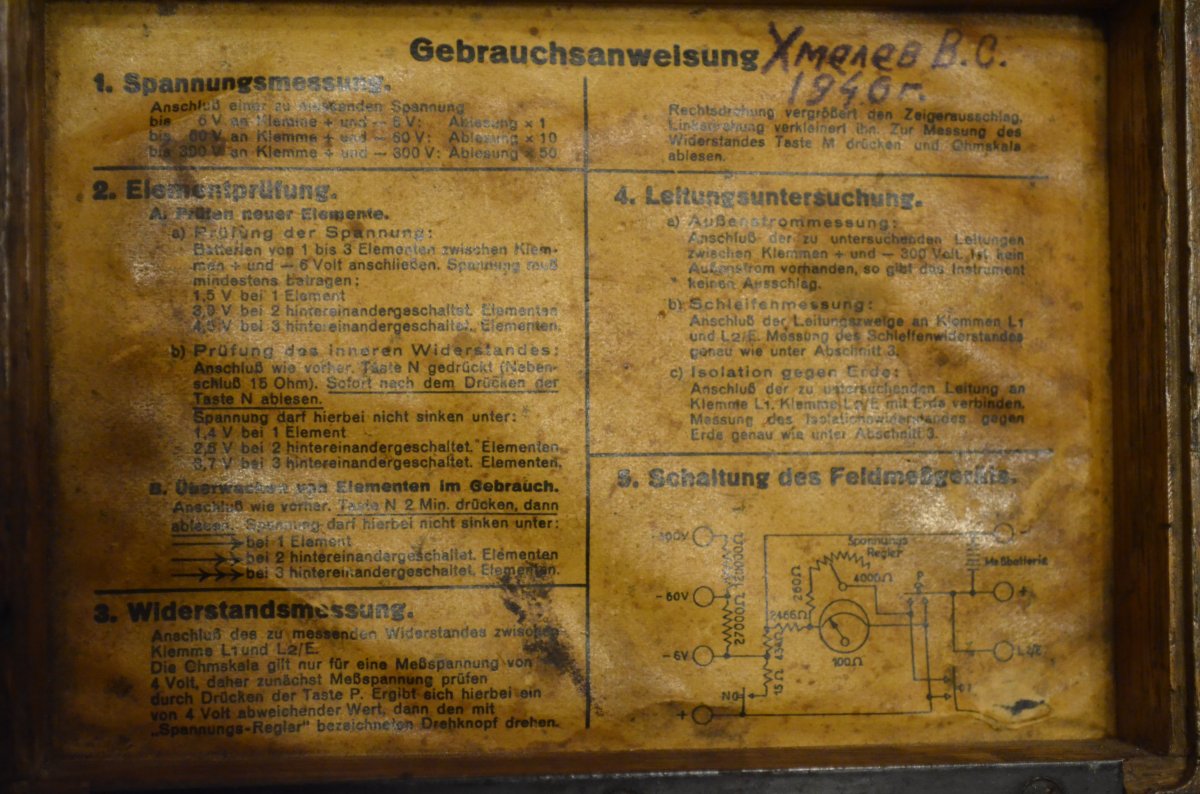 Gebrauchsanweisung
Хмелев В.С.
1940 г.
1. Spannungsmessung.
Anschluß einer zu messenden Spannung
bis 6 V an Klemme + und – 6 V: Ablesung × 1
bis 60 V an Klemme + und – 60 V: Ablesung × 10
bis 300 V an Klemme + und – 300 V: Ablesung × 50
2. Elementprüfung.
A. Prüfen neuer Elemente.
a) Prüfung der Spannung:
Batterien von 1 bis 3 Elementen zwischen Klem-
men + und – 6 Volt anschließen. Spannung muß
mindestens betragen:
1,5 V bei 1 Element
3,0 V bei 2 hintereinandergeschaltet. Elementen
4,5 V bei 3 hintereinandergeschaltet. Elementen.
b) Prüfung des inneren Widerstandes:
Anschluß wie vorher. Taste N gedrückt (Neben-
schluß 15 Ohm). Sofort nach dem Drücken der
Taste N ablesen.
Spannung darf hierbei nicht sinken unter:
1,4 V bei 1 Element
2,5 V bei 2 hintereinandergeschaltet. Elementen
3,7 V bei 3 hintereinandergeschaltet. Elementen.
B. Überwachen von Elementen im Gebrauch.
Anschluß wie vorher. Taste N 2 Min. drücken, dann
ablesen. Spannung darf hierbei nicht sinken unter:
bei 1 Element
bei 2 hintereinandergeschaltet. Elementen
bei 3 hintereinandergeschaltet. Elementen.
3. Widerstandsmessung.
Anschluß des zu messenden Widerstandes zwischen
Klemme L1 und L2/E.
Die Ohmskala gilt nur für eine Meßspannung von
4 Volt, daher zunächst Meßspannung prüfen
durch Drücken der Taste P. Ergibt sich hierbei ein
von 4 Volt abweichender Wert, dann den mit
„Spannungs-Regler" bezeichneten Drehknopf drehen.
Rechtsdrehung vergrößert den Zeigerausschlag,
Linksdrehung verkleinert ihn. Zur Messung des
Widerstandes Taste M drücken und Ohmskala
ablesen.
4. Leitungsuntersuchung.
a) Außenstrommessung:
Anschluß der zu untersuchenden Leitungen
zwischen Klemmen + und – 300 Volt. Ist kein
Außenstrom vorhanden, so gibt das Instrument
keinen Ausschlag.
b) Schleifenmessung:
Anschluß der Leitungszweige an Klemmen L1
und L2/E. Messung des Schleifenwiderstandes
genau wie unter Abschnitt 3.
c) Isolation gegen Erde:
Anschluß der zu untersuchenden Leitung an
Klemme L1, Klemme L2/E mit Erde verbinden.
Messung des Isolationswiderstandes gegen
Erde genau wie unter Abschnitt 3.
5. Schaltung des Feldmeßgeräts.
-300V
-60V
-6V
+
125000Ω
27000Ω
2466Ω
434Ω
15Ω
N
260Ω
Spannungs
Regler
4000Ω
100Ω
-
Meßbatterie
+
L2/E